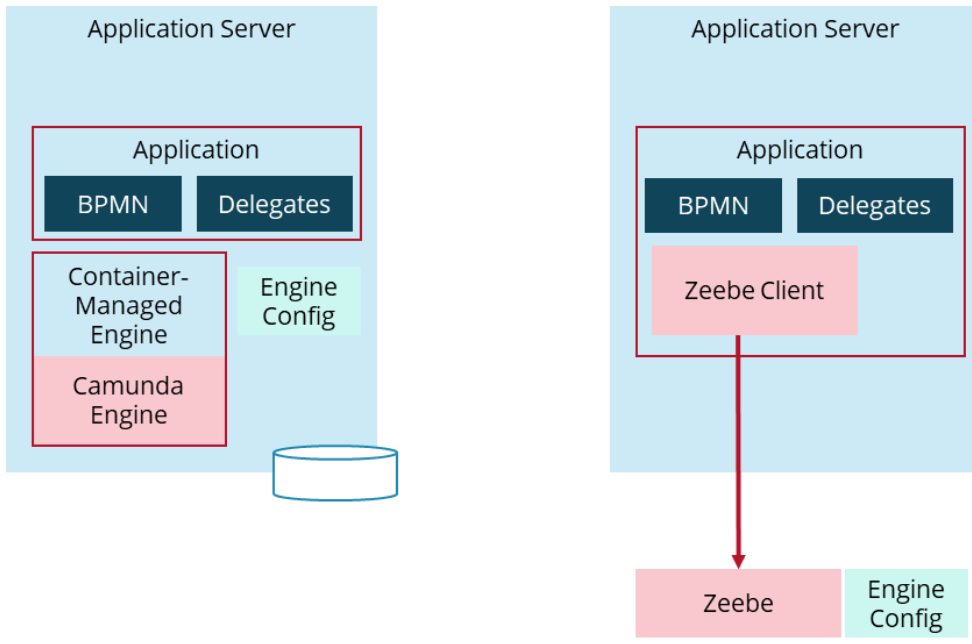 Application Server
Application
BPMN
Delegates
Container-
Managed
Engine
Engine
Config
Camunda
Engine
Application Server
Application
BPMN
Delegates
Zeebe Client
Zeebe
Engine
Config